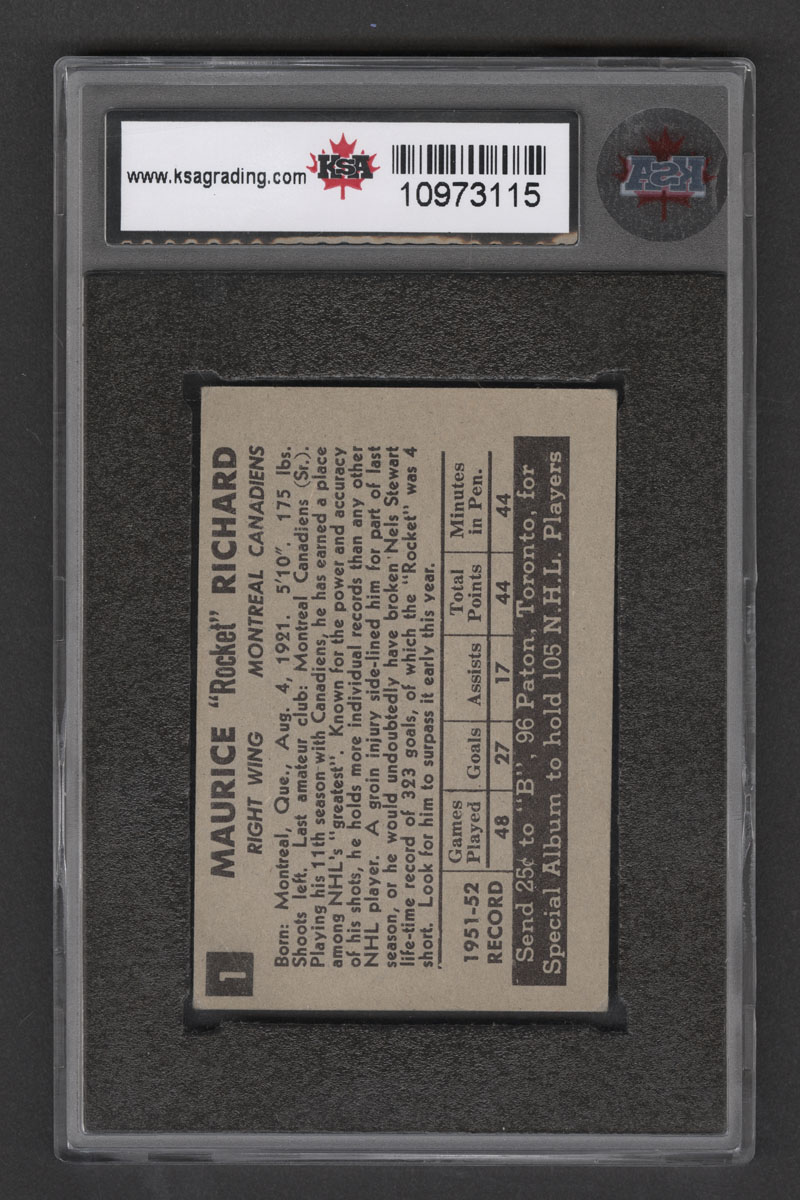 www.ksagrading.com KSA
10973115
KSA
1 MAURICE "Rocket" RICHARD
RIGHT WING MONTREAL CANADIENS
Born: Montreal, Que., Aug. 4, 1921. 5'10". 175 lbs.
Shoots left. Last amateur club: Montreal Canadiens (Sr.).
Playing his 11th season with Canadiens, he has earned a place
among NHL's "greatest". Known for the power and accuracy
of his shots, he holds more individual records than any other
NHL player. A groin injury side-lined him for part of last
season, or he would undoubtedly have broken Nels Stewart
life-time record of 323 goals, of which the "Rocket" was 4
short. Look for him to surpass it early this year.
1951-52 RECORD
Games Played Goals Assists Total Points Minutes in Pen.
48 27 17 44 44
Send 25¢ to "B", 96 Paton, Toronto, for
Special Album to hold 105 N.H.L. Players